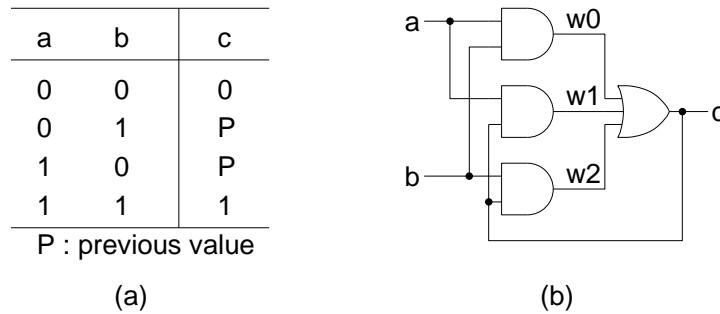 a b c
0 0 0
0 1 P
1 0 P
1 1 1
P : previous value
(a)
a
b
w0
w1
w2
c
(b)